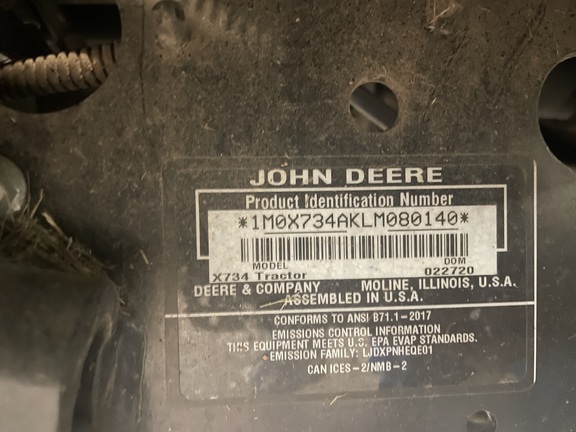 JOHN DEERE
Product Identification Number
*1M0X734AKLM080140*
MODEL DOM
X734 Tractor 022720
DEERE & COMPANY MOLINE, ILLINOIS, U.S.A.
ASSEMBLED IN U.S.A.
CONFORMS TO ANSI B71.1-2017
EMISSIONS CONTROL INFORMATION
THIS EQUIPMENT MEETS U.S. EPA EVAP STANDARDS.
EMISSION FAMILY: LJDXPNHEQE01
CAN ICES-2/NMB-2